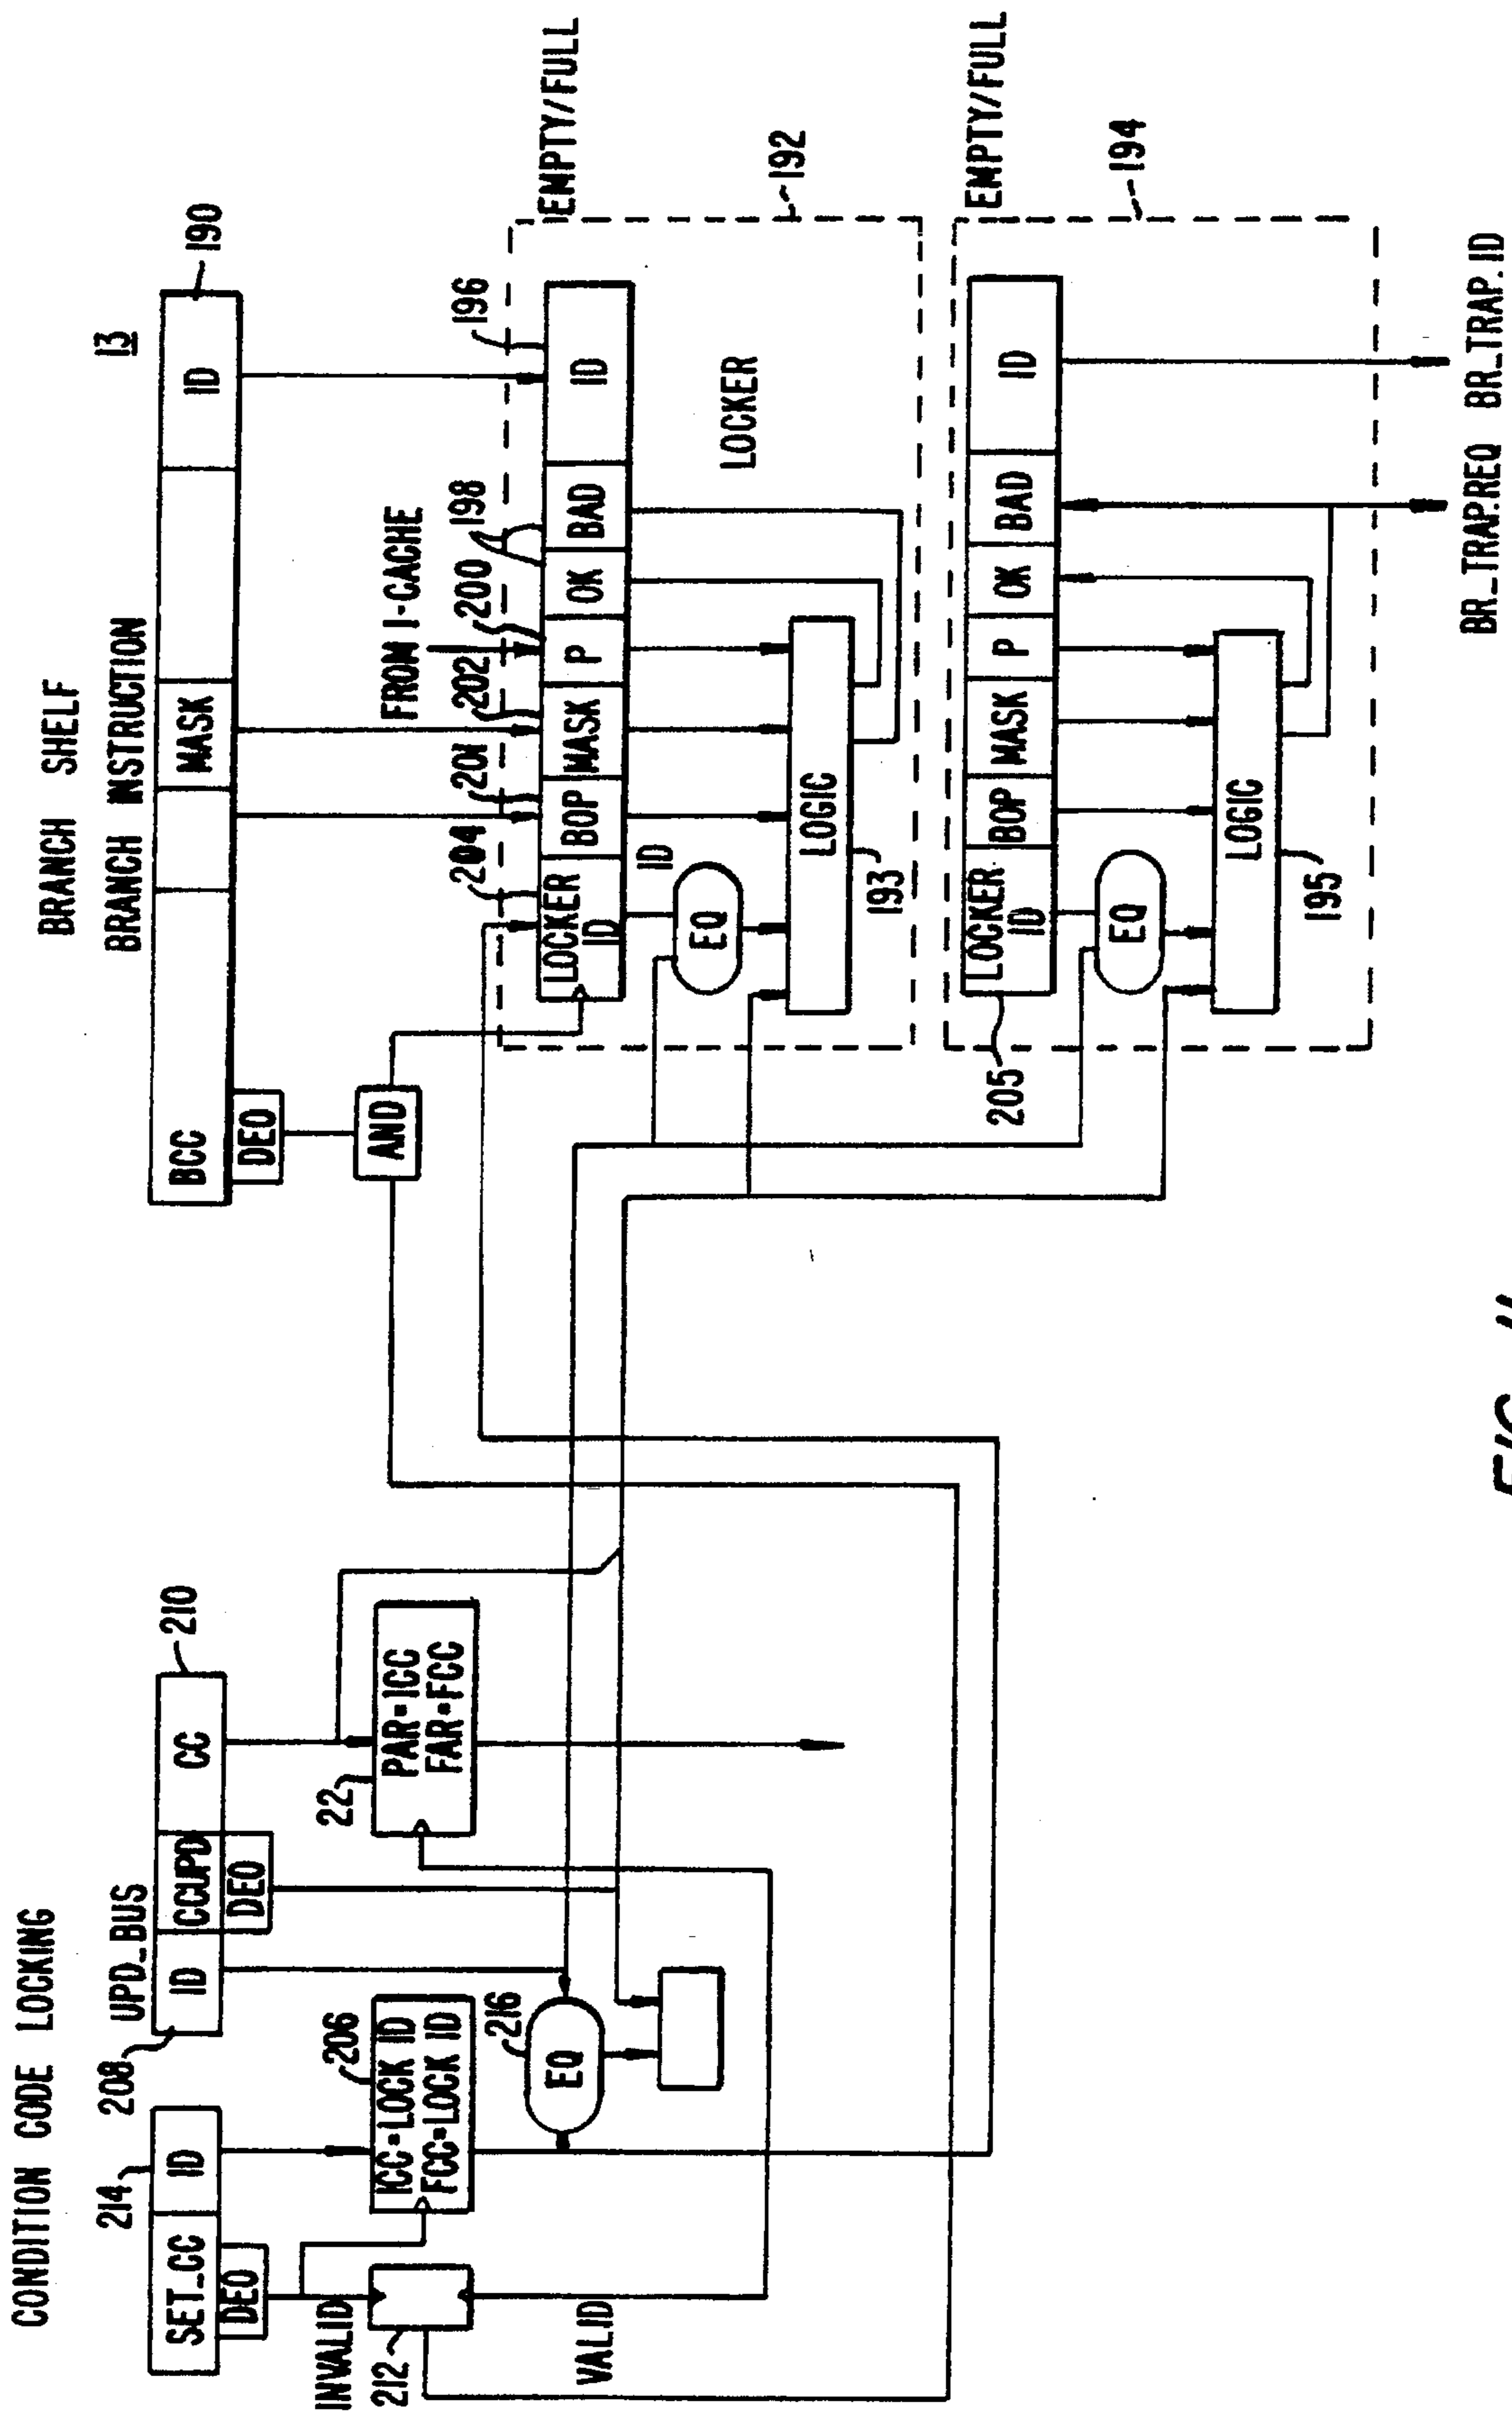 CONDITION CODE LOCKING
214
SET_CC ID
DEO
INVALID
212
VALID
206
ICC=LOCK ID
FCC=LOCK ID
216
EQ
208
UPD_BUS
ID CCUPD CC
DEO
210
22
PAR=ICC
FAR=FCC
BRANCH SHELF
BRANCH INSTRUCTION
13
190
BCC MASK ID
DEO
AND
FROM I-CACHE
204 201 202 200 198 196
EMPTY/FULL
LOCKER ID BOP MASK P OK BAD ID
ID
EQ
LOCKER
LOGIC
193
192
EMPTY/FULL
205
LOCKER ID BOP MASK P OK BAD ID
EQ
LOGIC
195
194
BR_TRAP.REQ BR_TRAP.ID